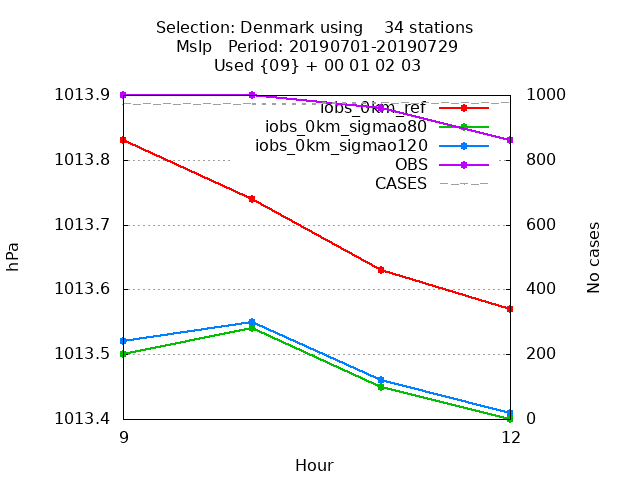 Selection: Denmark using    34 stations
Mslp   Period: 20190701-20190729
Used {09} + 00 01 02 03
1013.9
1013.8
1013.7
1013.6
1013.5
1013.4
1000
800
600
400
200
0
iobs_0km_ref
iobs_0km_sigmao80
iobs_0km_sigmao120
OBS
CASES
hPa
No cases
9
12
Hour